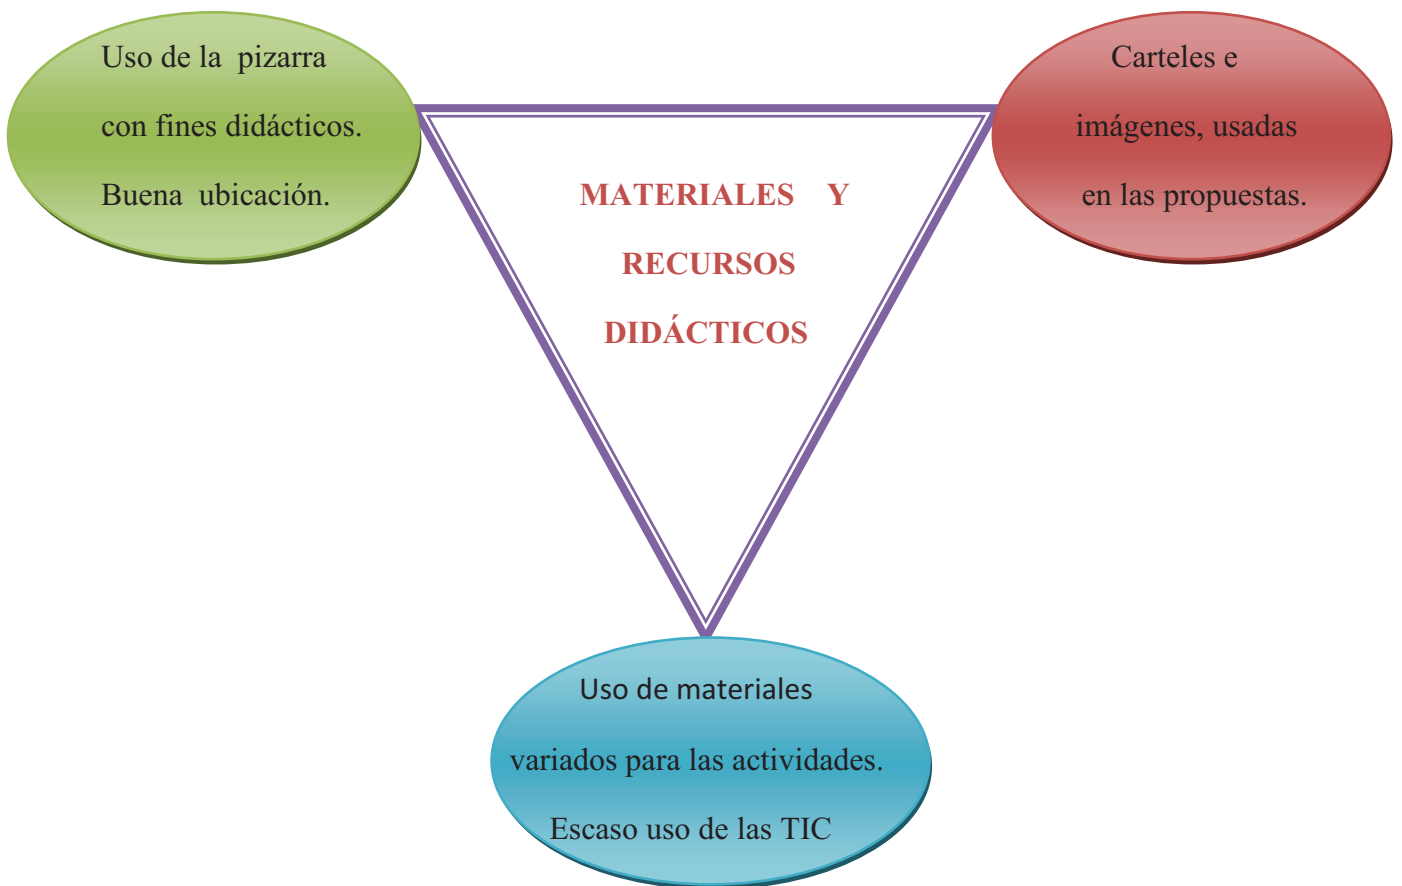 Uso de la pizarra
con fines didácticos.
Buena ubicación.
Carteles e
imágenes, usadas
en las propuestas.
MATERIALES Y
RECURSOS
DIDÁCTICOS
Uso de materiales
variados para las actividades.
Escaso uso de las TIC